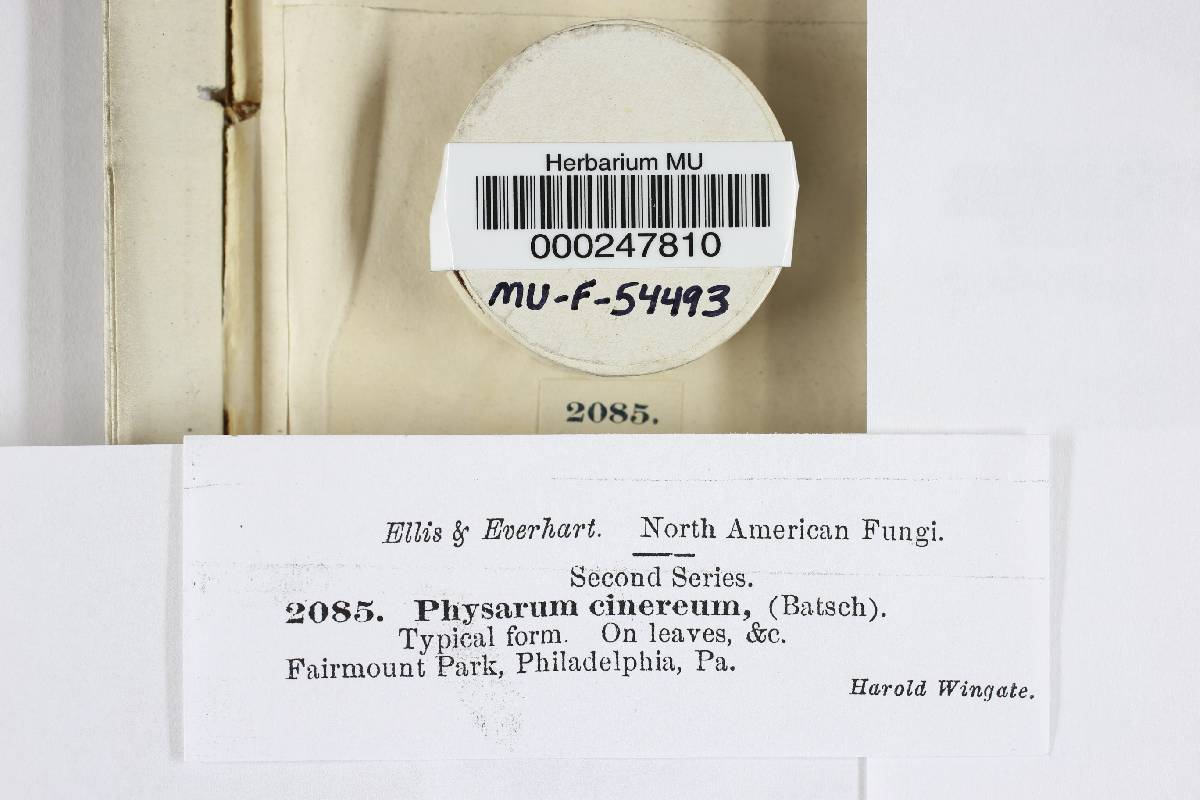 Herbarium MU
000247810
MU-F-54493
2085.
Ellis & Everhart. North American Fungi.
Second Series.
2085. Physarum cinereum, (Batsch).
Typical form. On leaves, &c.
Fairmount Park, Philadelphia, Pa.
Harold Wingate.